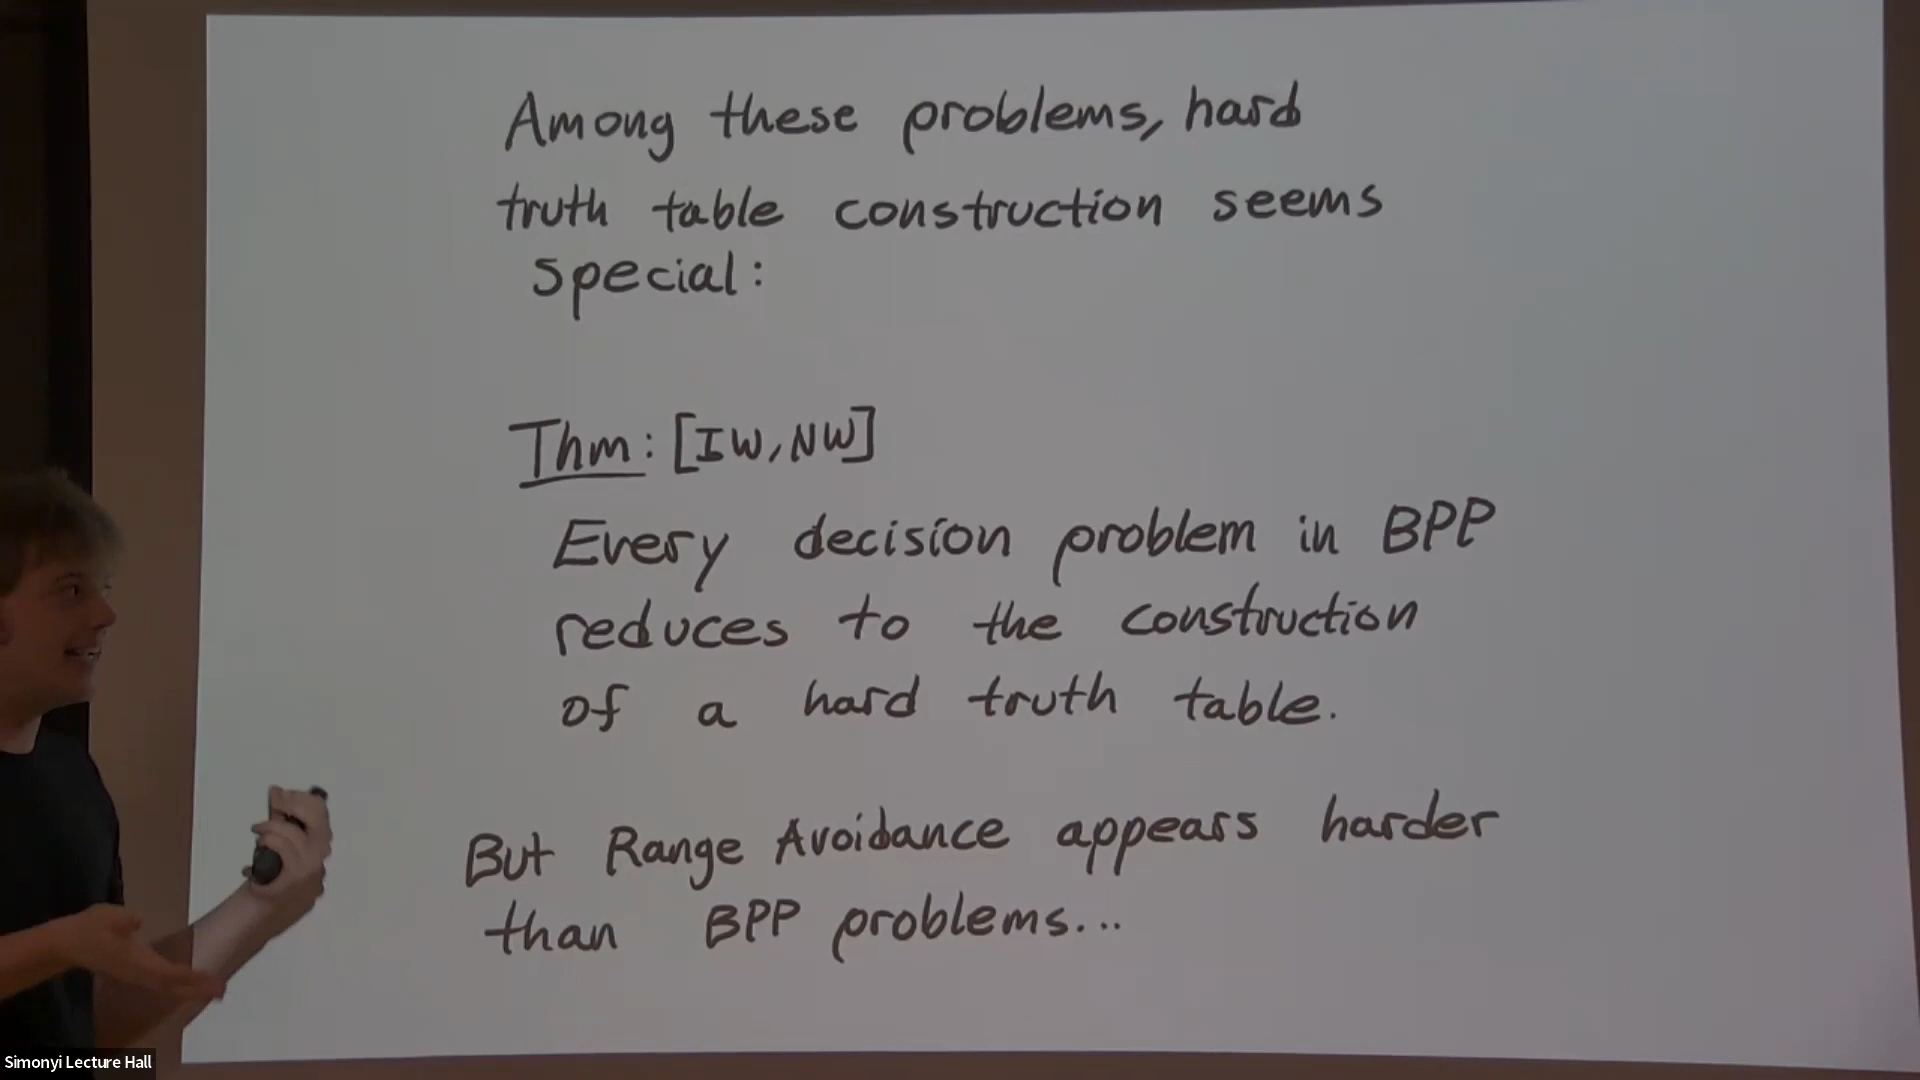 Among these problems, hard
truth table construction seems
special:
Thm: [IW, NW]
Every decision problem in BPP
reduces to the construction
of a hard truth table.
But Range Avoidance appears harder
than BPP problems...
Simonyi Lecture Hall